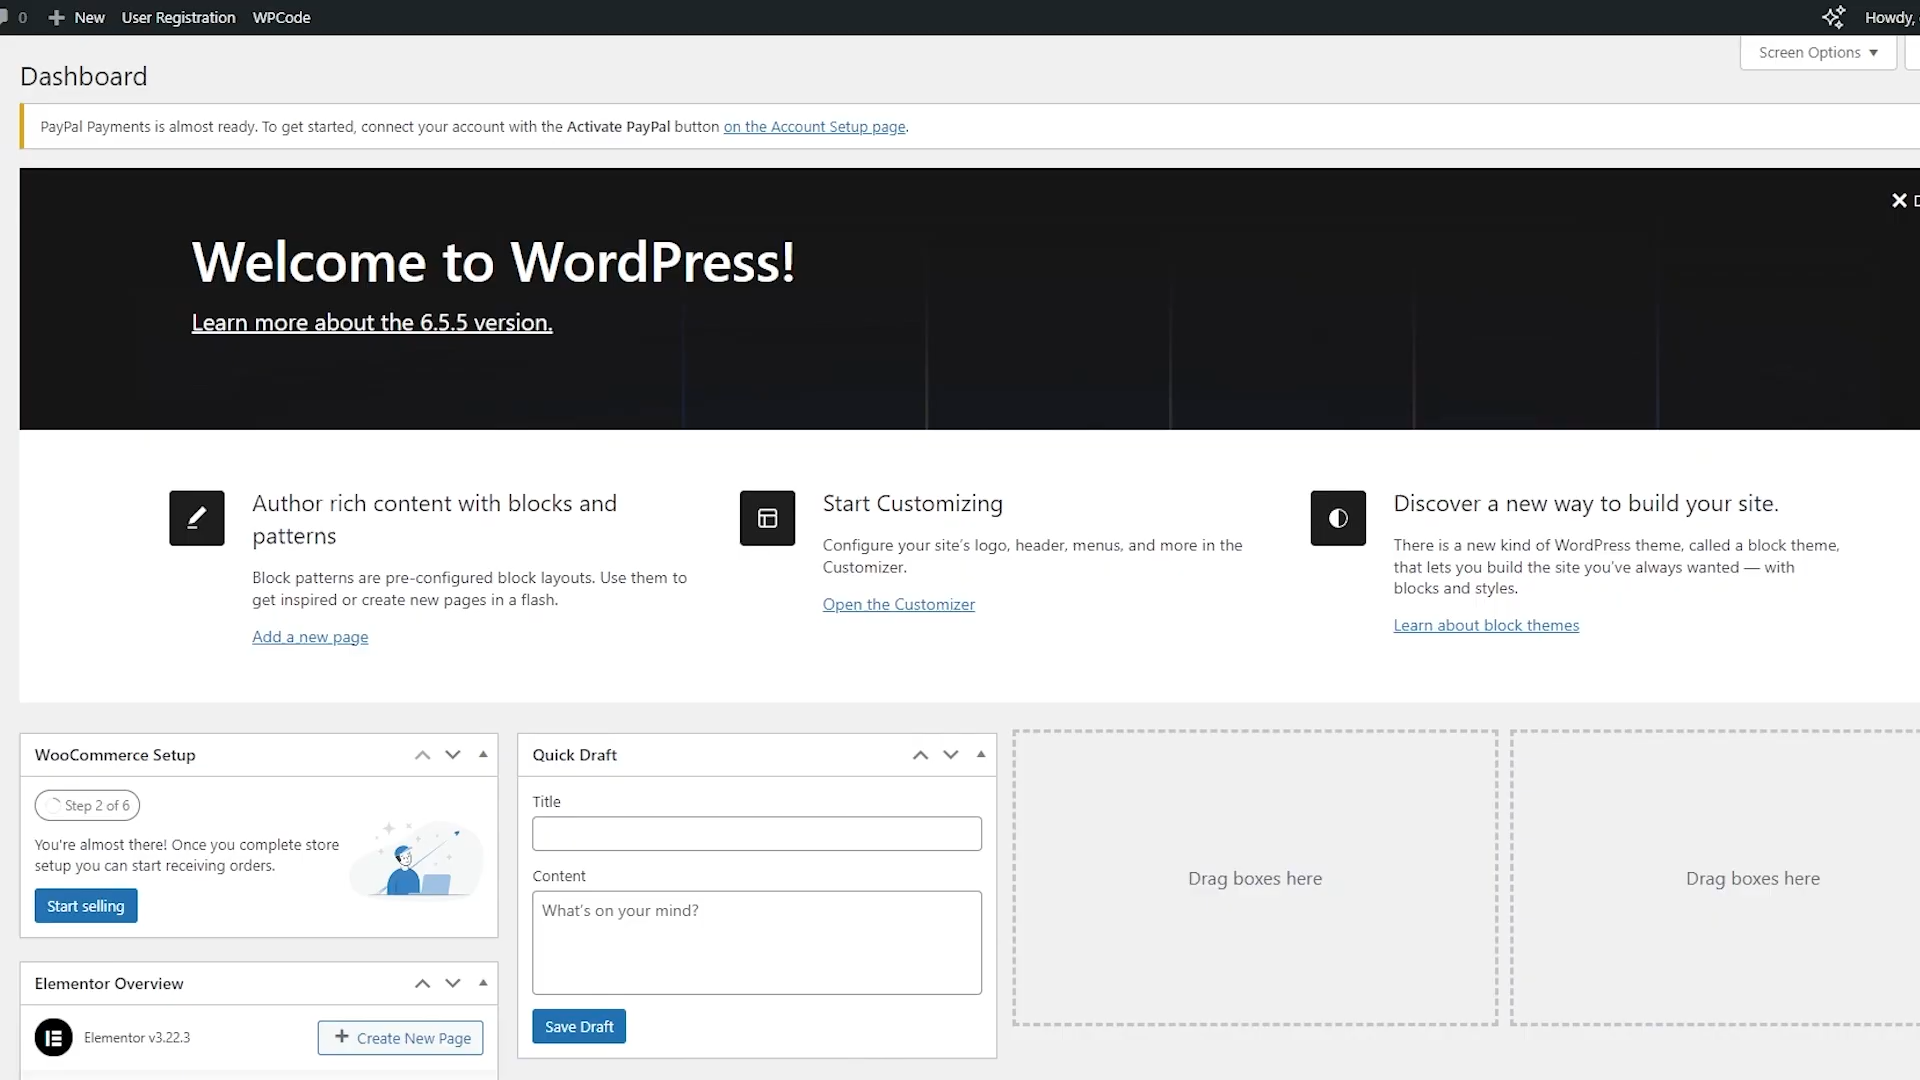 0 New User Registration WPCode Howdy,
Screen Options
Dashboard
PayPal Payments is almost ready. To get started, connect your account with the Activate PayPal button on the Account Setup page.
Welcome to WordPress!
Learn more about the 6.5.5 version.
Author rich content with blocks and
patterns
Block patterns are pre-configured block layouts. Use them to
get inspired or create new pages in a flash.
Add a new page
Start Customizing
Configure your site’s logo, header, menus, and more in the
Customizer.
Open the Customizer
Discover a new way to build your site.
There is a new kind of WordPress theme, called a block theme,
that lets you build the site you’ve always wanted — with
blocks and styles.
Learn about block themes
WooCommerce Setup
Step 2 of 6
You're almost there! Once you complete store
setup you can start receiving orders.
Start selling
Elementor Overview
Elementor v3.22.3
Create New Page
Quick Draft
Title
Content
What’s on your mind?
Save Draft
Drag boxes here
Drag boxes here